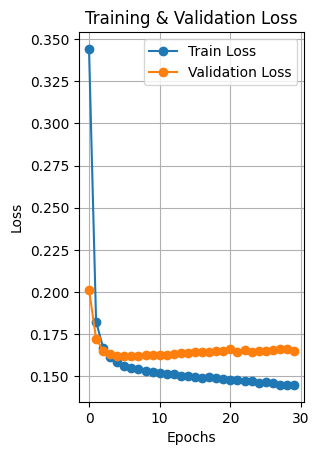 Training & Validation Loss
Train Loss
Validation Loss
0.350
0.325
0.300
0.275
0.250
0.225
0.200
0.175
0.150
Loss
0 10 20 30
Epochs